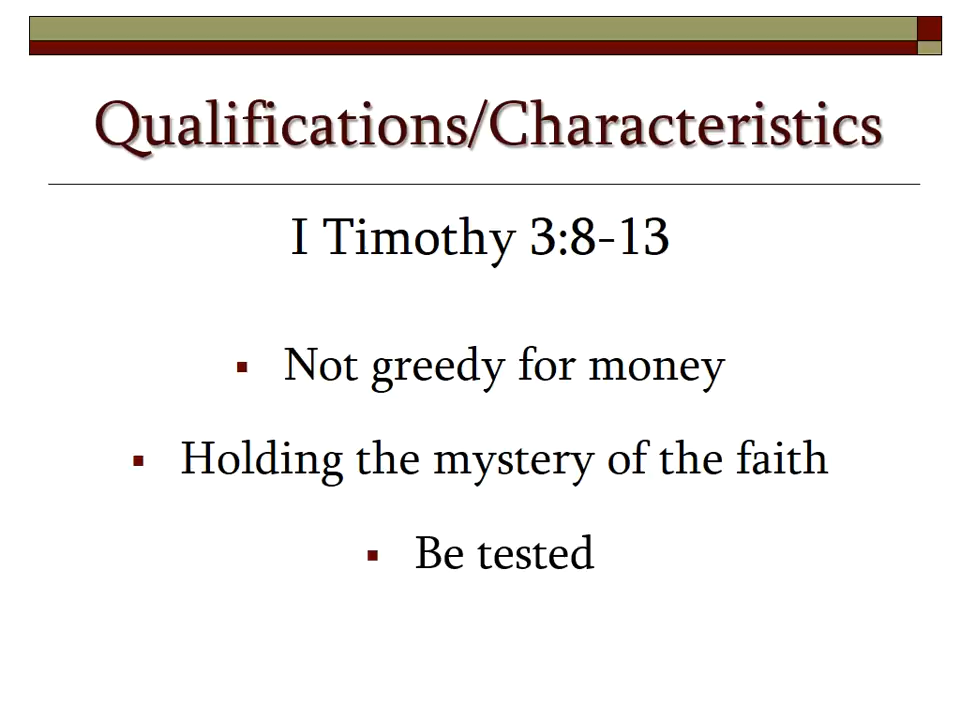 Qualifications/Characteristics
I Timothy 3:8-13
▪ Not greedy for money
▪ Holding the mystery of the faith
▪ Be tested